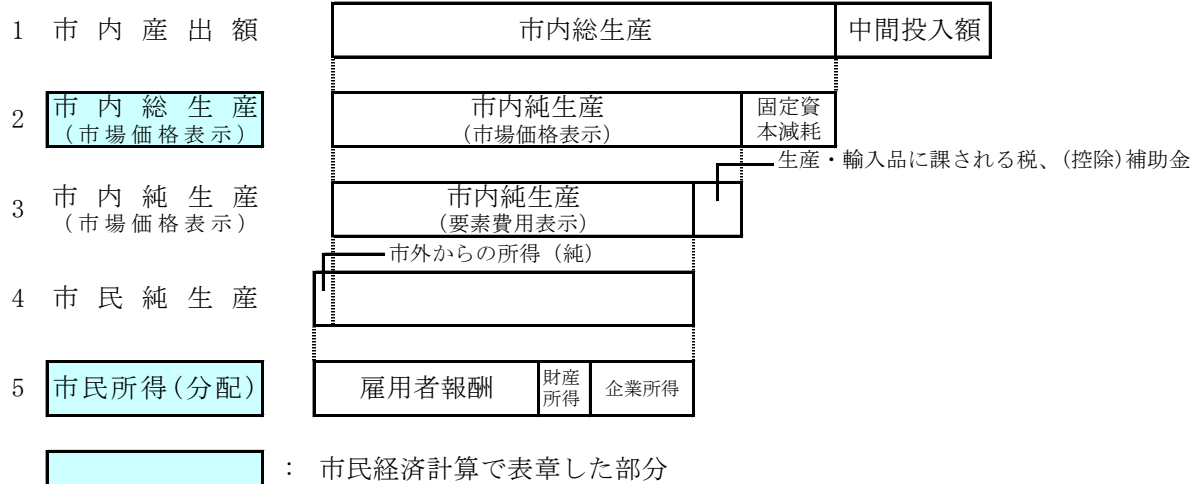 1 市内産出額 市内総生産 中間投入額
2 市内総生産 市内純生産 固定資
(市場価格表示) (市場価格表示) 本減耗
生産・輸入品に課される税、(控除)補助金
3 市内純生産 市内純生産
(市場価格表示) (要素費用表示)
市外からの所得(純)
4 市民純生産
5 市民所得(分配) 雇用者報酬 財産 企業所得
所得
: 市民経済計算で表章した部分